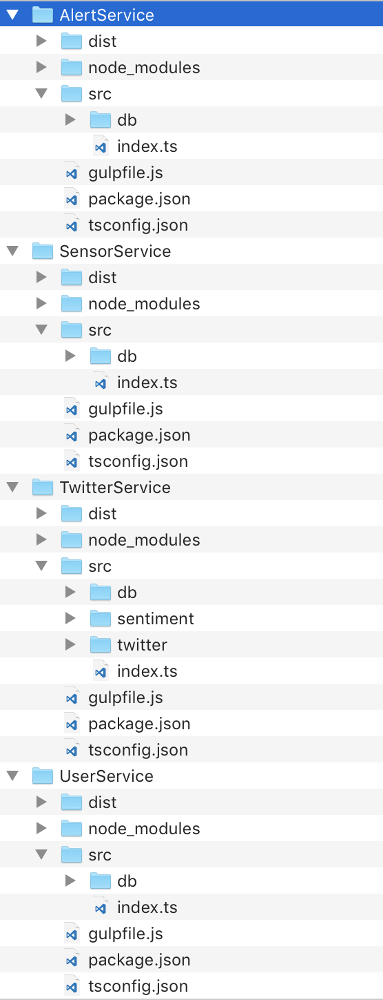 AlertService
dist
node_modules
src
db
index.ts
gulpfile.js
package.json
tsconfig.json
SensorService
dist
node_modules
src
db
index.ts
gulpfile.js
package.json
tsconfig.json
TwitterService
dist
node_modules
src
db
sentiment
twitter
index.ts
gulpfile.js
package.json
tsconfig.json
UserService
dist
node_modules
src
db
index.ts
gulpfile.js
package.json
tsconfig.json